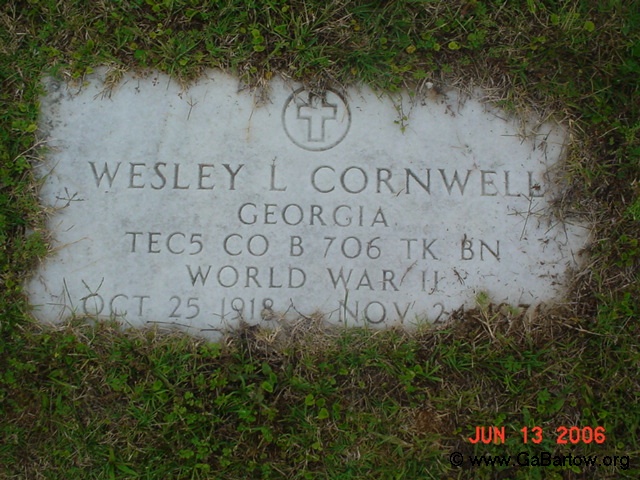 WESLEY L CORNWELL
GEORGIA
TEC5 CO B 706 TK BN
WORLD WAR II
OCT 25 1918 NOV
JUN 13 2006
© www.GaBartow.org